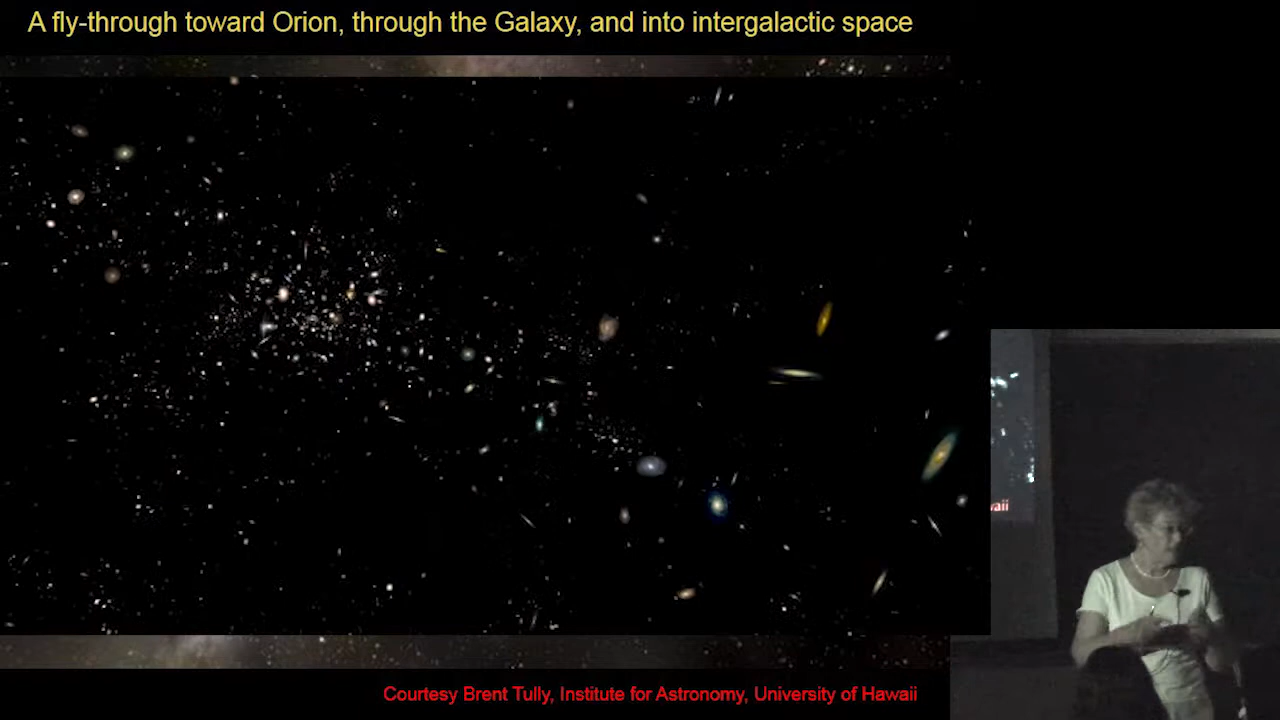 A fly-through toward Orion, through the Galaxy, and into intergalactic space
vaii
Courtesy Brent Tully, Institute for Astronomy, University of Hawaii